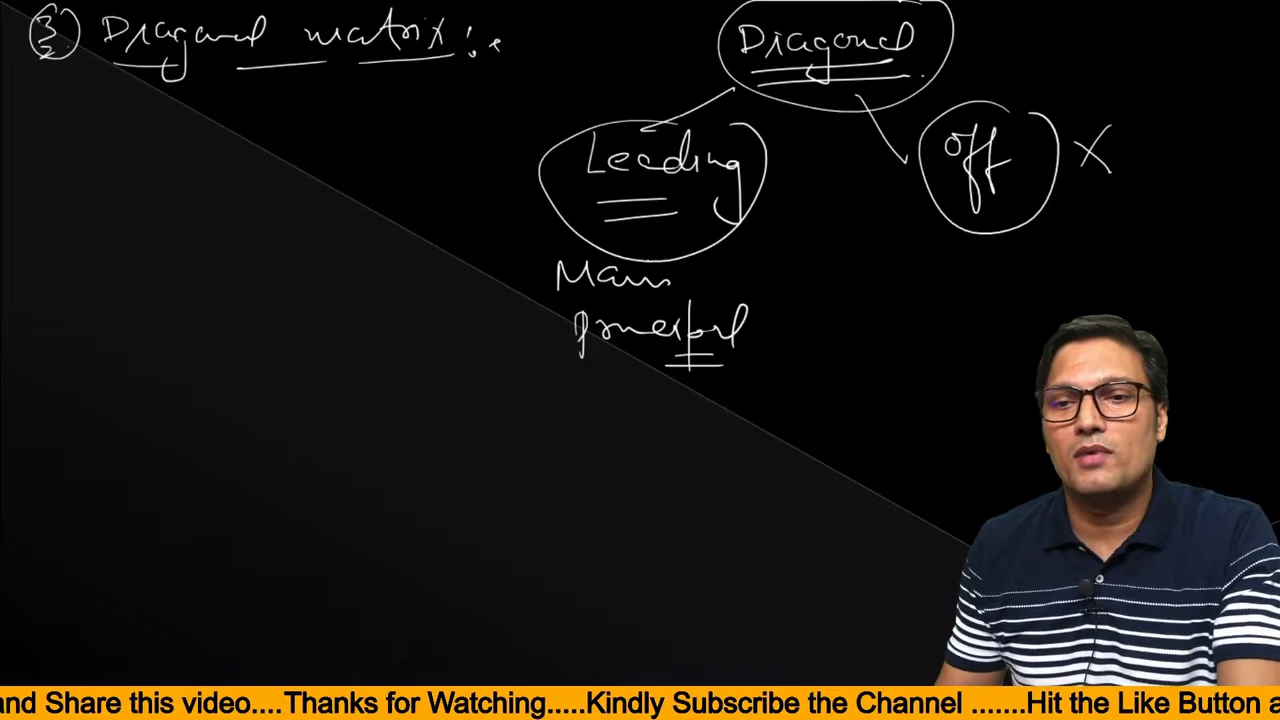 3 Diagonal matrix :.
Diagonal
Leading
off X
Main
principal
and Share this video....Thanks for Watching.....Kindly Subscribe the Channel .......Hit the Like Button a